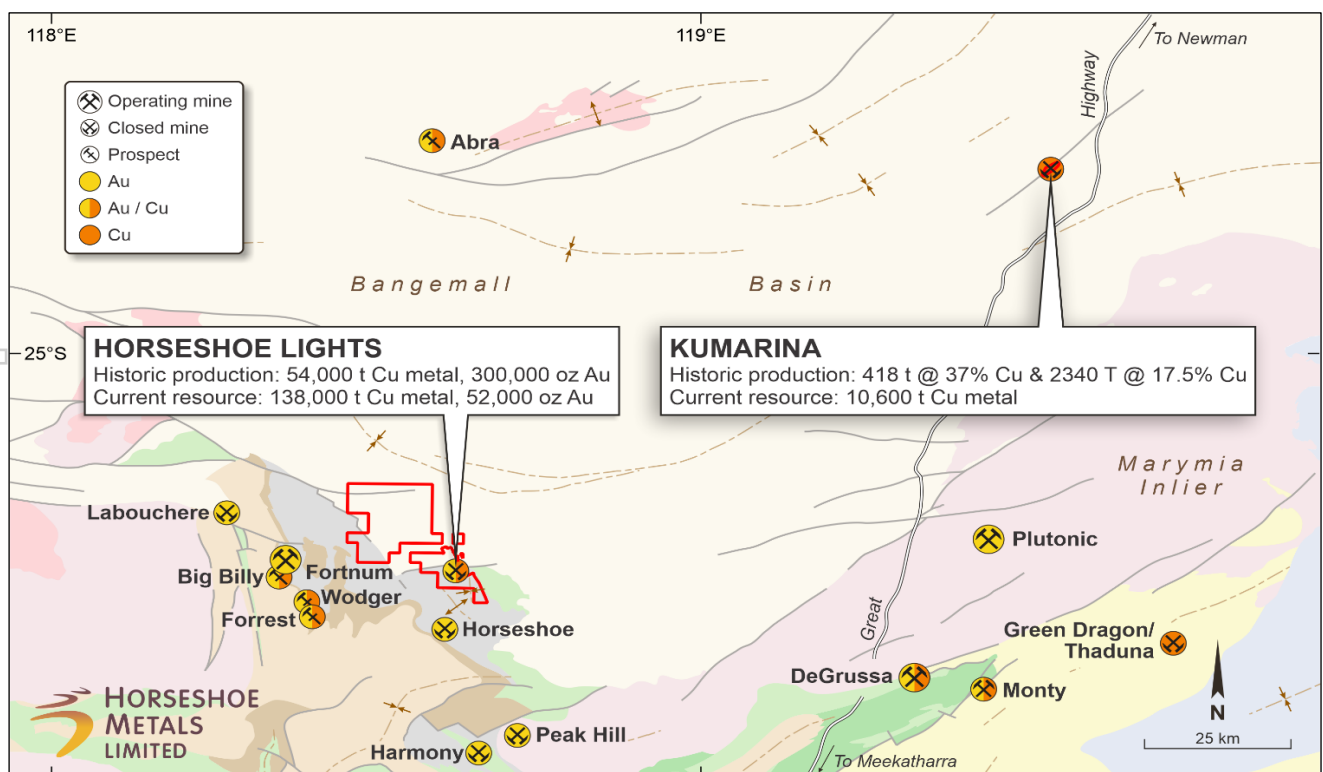 118°E
119°E
To Newman
Highway
Operating mine
Closed mine
Prospect
Au
Au / Cu
Cu
Abra
Bangemall Basin
25°S
HORSESHOE LIGHTS
Historic production: 54,000 t Cu metal, 300,000 oz Au
Current resource: 138,000 t Cu metal, 52,000 oz Au
KUMARINA
Historic production: 418 t @ 37% Cu & 2340 T @ 17.5% Cu
Current resource: 10,600 t Cu metal
Marymia
Inlier
Labouchere
Plutonic
Fortnum
Big Billy
Wodger
Forrest
Horseshoe
Great
Green Dragon/
Thaduna
DeGrussa
Monty
N
25 km
HORSESHOE
METALS
LIMITED
Harmony
Peak Hill
To Meekatharra